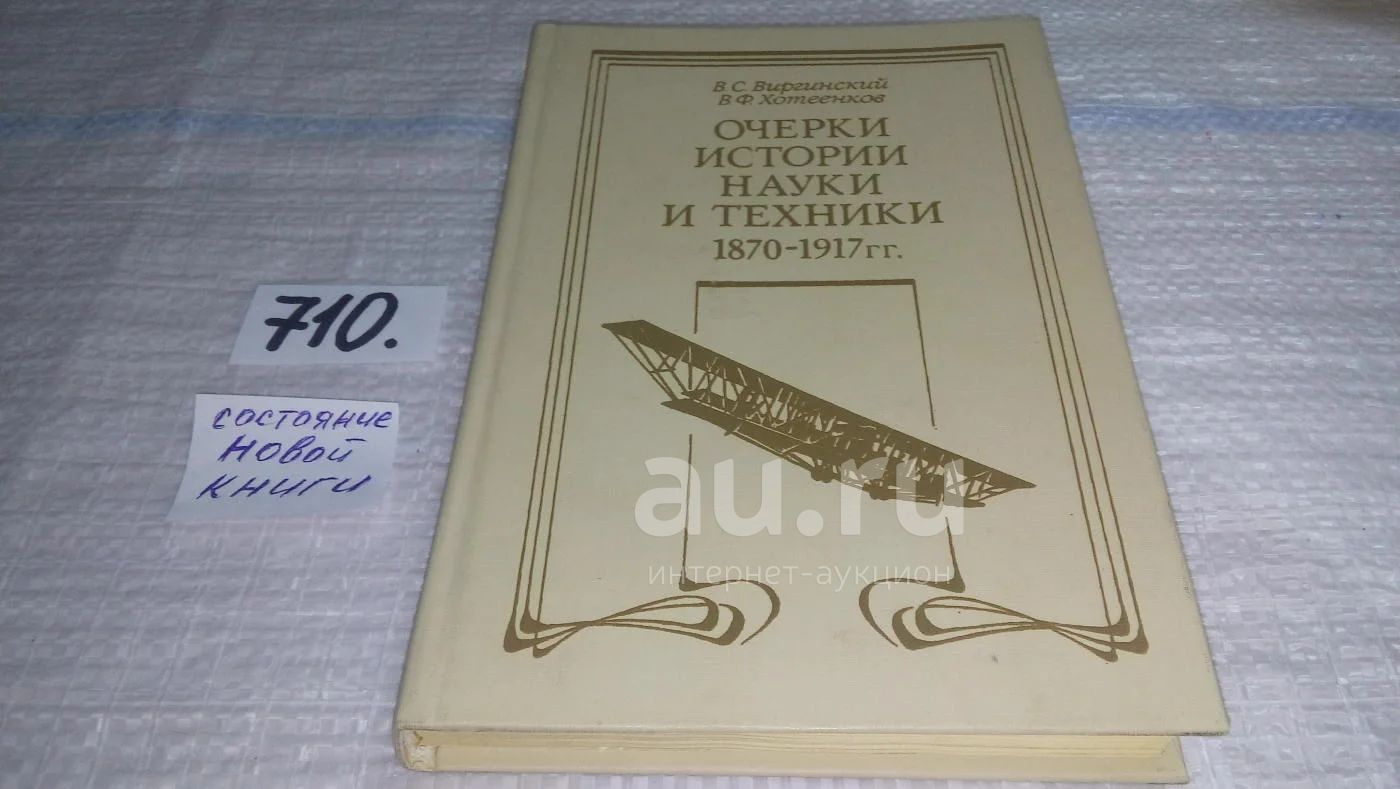 В. С. Виргинский
В. Ф. Хотеенков
ОЧЕРКИ
ИСТОРИИ
НАУКИ
И ТЕХНИКИ
1870-1917гг.
710.
состояние
новой
книги
au.ru
интернет-аукцион